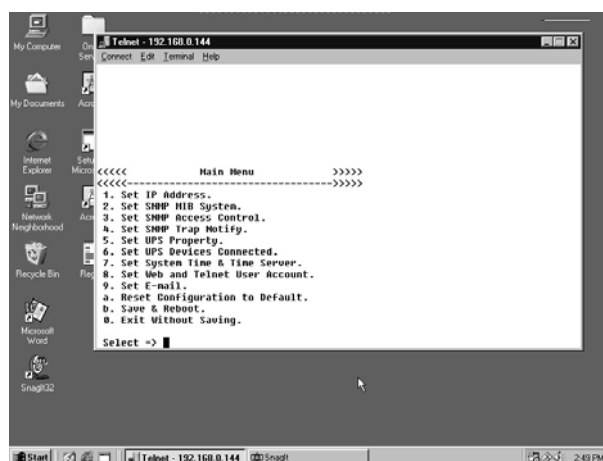 My Computer
My Documents
Internet
Explorer
Network
Neighborhood
Recycle Bin
Microsoft
Word
SnagIt32
Telnet - 192.168.0.144
Connect Edit Terminal Help
<<<<< Main Menu >>>>>
<<<<<----------------------------------->>>>>
1. Set IP Address.
2. Set SNMP MIB System.
3. Set SNMP Access Control.
4. Set SNMP Trap Notify.
5. Set UPS Property.
6. Set UPS Devices Connected.
7. Set System Time & Time Server.
8. Set Web and Telnet User Account.
9. Set E-mail.
a. Reset Configuration to Default.
b. Save & Reboot.
0. Exit Without Saving.
Select =>
Start Telnet - 192.168.0.144 SnagIt 2:49 PM